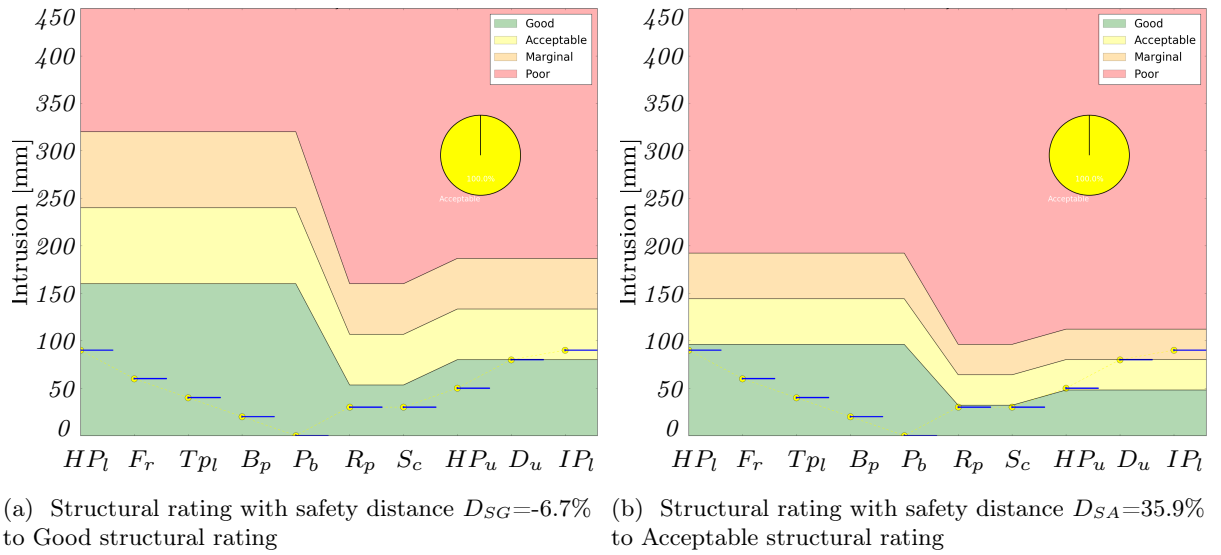 450
400
350
300
250
200
150
100
50
0
Intrusion [mm]
Good
Acceptable
Marginal
Poor
100.0%
Acceptable
HP_l F_r Tp_l B_p P_b R_p S_c HP_u D_u IP_l
(a) Structural rating with safety distance D_SG=-6.7%
to Good structural rating
450
400
350
300
250
200
150
100
50
0
Intrusion [mm]
Good
Acceptable
Marginal
Poor
100.0%
Acceptable
HP_l F_r Tp_l B_p P_b R_p S_c HP_u D_u IP_l
(b) Structural rating with safety distance D_SA=35.9%
to Acceptable structural rating